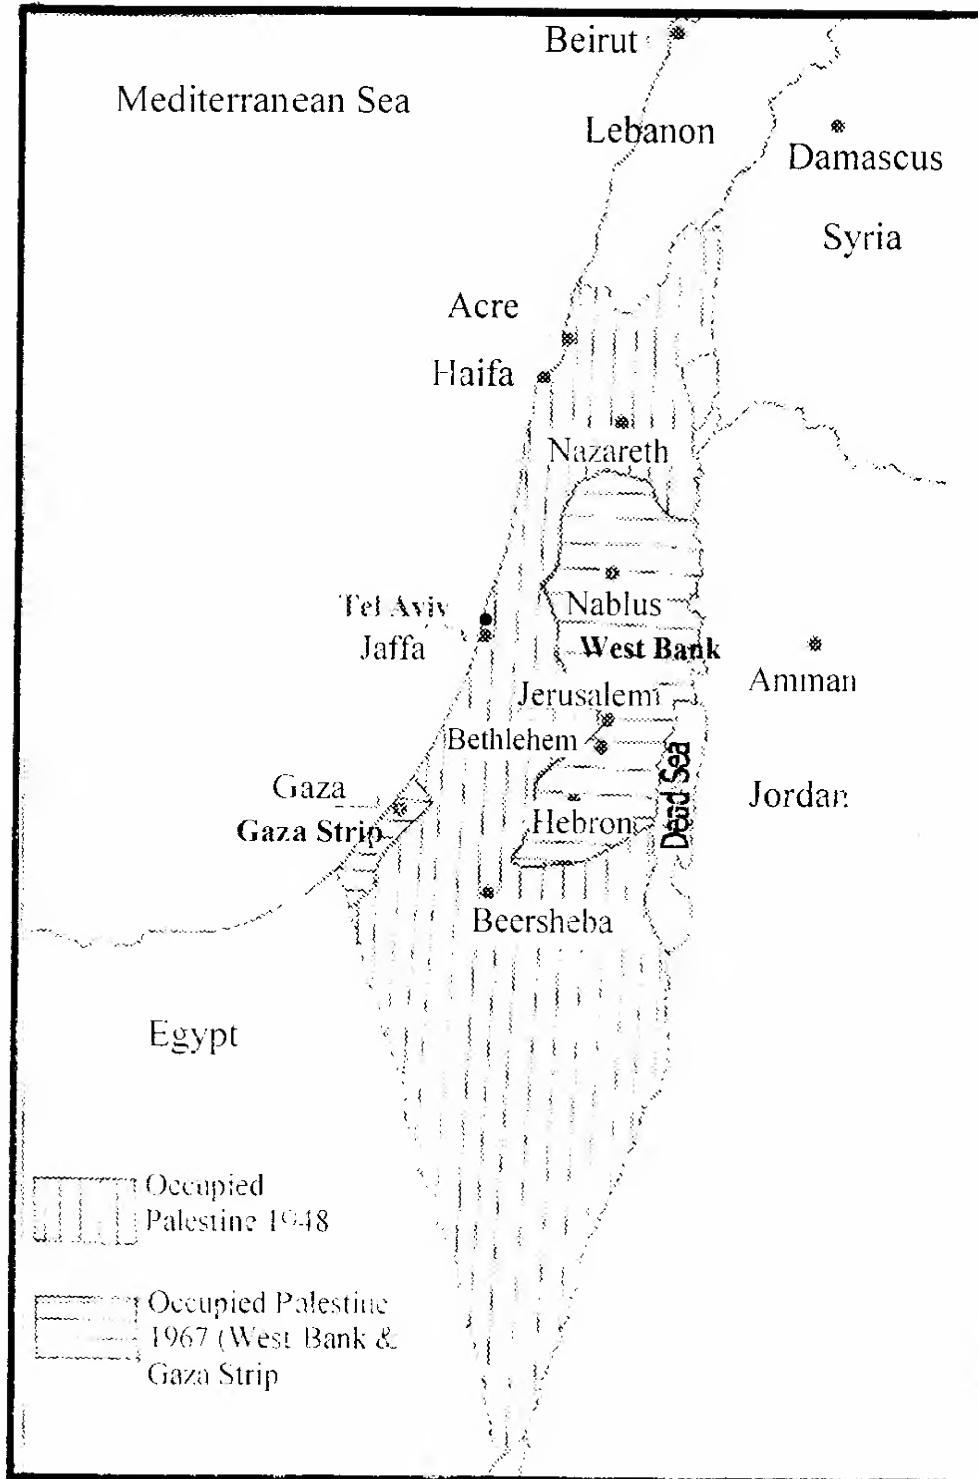 Beirut
Mediterranean Sea
Lebanon
Damascus
Syria
Acre
Haifa
Nazareth
Nablus
Tel Aviv
Jaffa
West Bank
Amman
Jerusalem
Bethlehem
Dead Sea
Gaza
Jordan
Gaza Strip
Hebron
Beersheba
Egypt
Occupied
Palestine 1948
Occupied Palestine
1967 (West Bank &
Gaza Strip